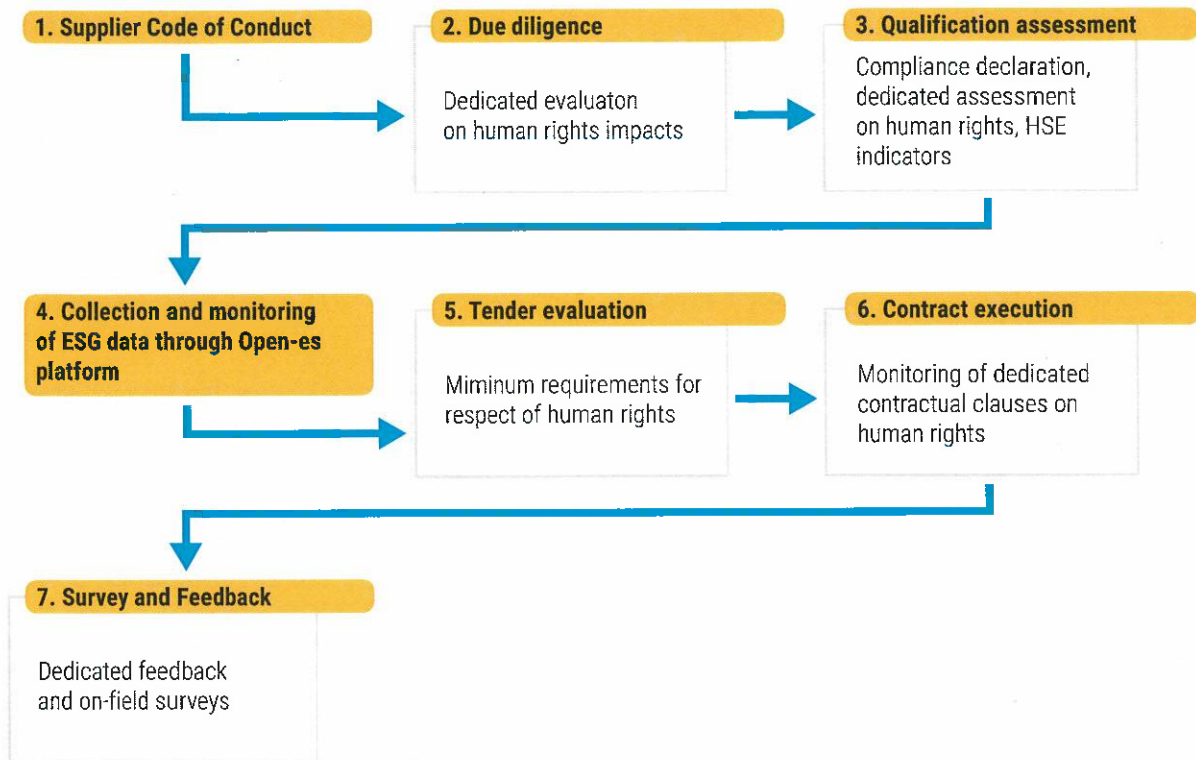 1. Supplier Code of Conduct
2. Due diligence
Dedicated evaluaton
on human rights impacts
3. Qualification assessment
Compliance declaration,
dedicated assessment
on human rights, HSE
indicators
4. Collection and monitoring
of ESG data through Open-es
platform
5. Tender evaluation
Miminum requirements for
respect of human rights
6. Contract execution
Monitoring of dedicated
contractual clauses on
human rights
7. Survey and Feedback
Dedicated feedback
and on-field surveys